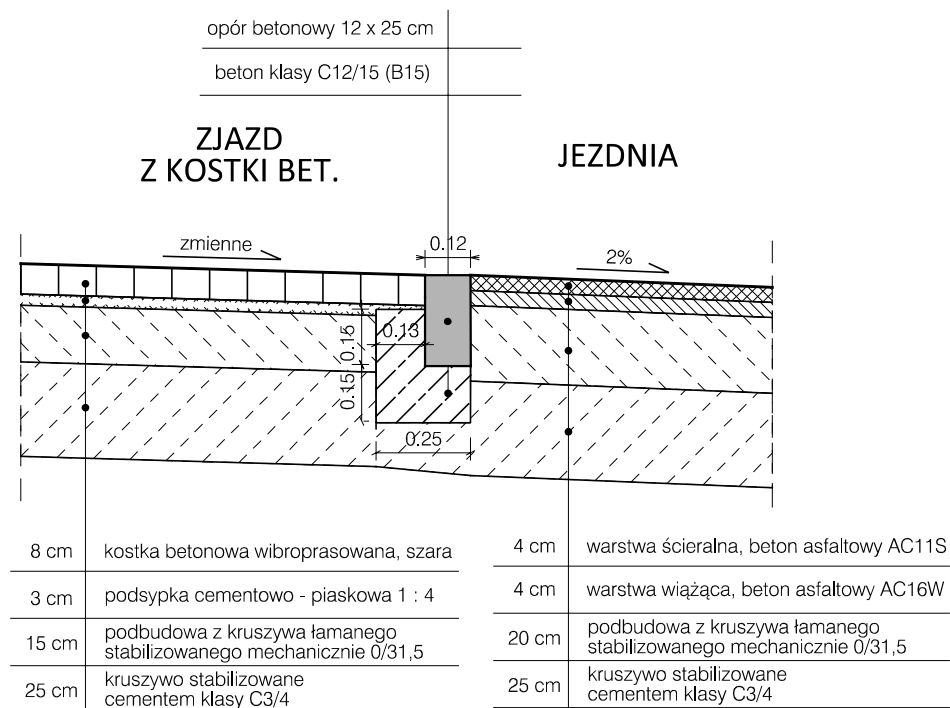 opór betonowy 12 x 25 cm
beton klasy C12/15 (B15)
ZJAZD
Z KOSTKI BET.
JEZDNIA
zmienne
0.12
2%
0.15
0.13
0.15
0.25
8 cm kostka betonowa wibroprasowana, szara
3 cm podsypka cementowo - piaskowa 1 : 4
15 cm podbudowa z kruszywa łamanego
stabilizowanego mechanicznie 0/31,5
25 cm kruszywo stabilizowane
cementem klasy C3/4
4 cm warstwa ścieralna, beton asfaltowy AC11S
4 cm warstwa wiążąca, beton asfaltowy AC16W
20 cm podbudowa z kruszywa łamanego
stabilizowanego mechanicznie 0/31,5
25 cm kruszywo stabilizowane
cementem klasy C3/4